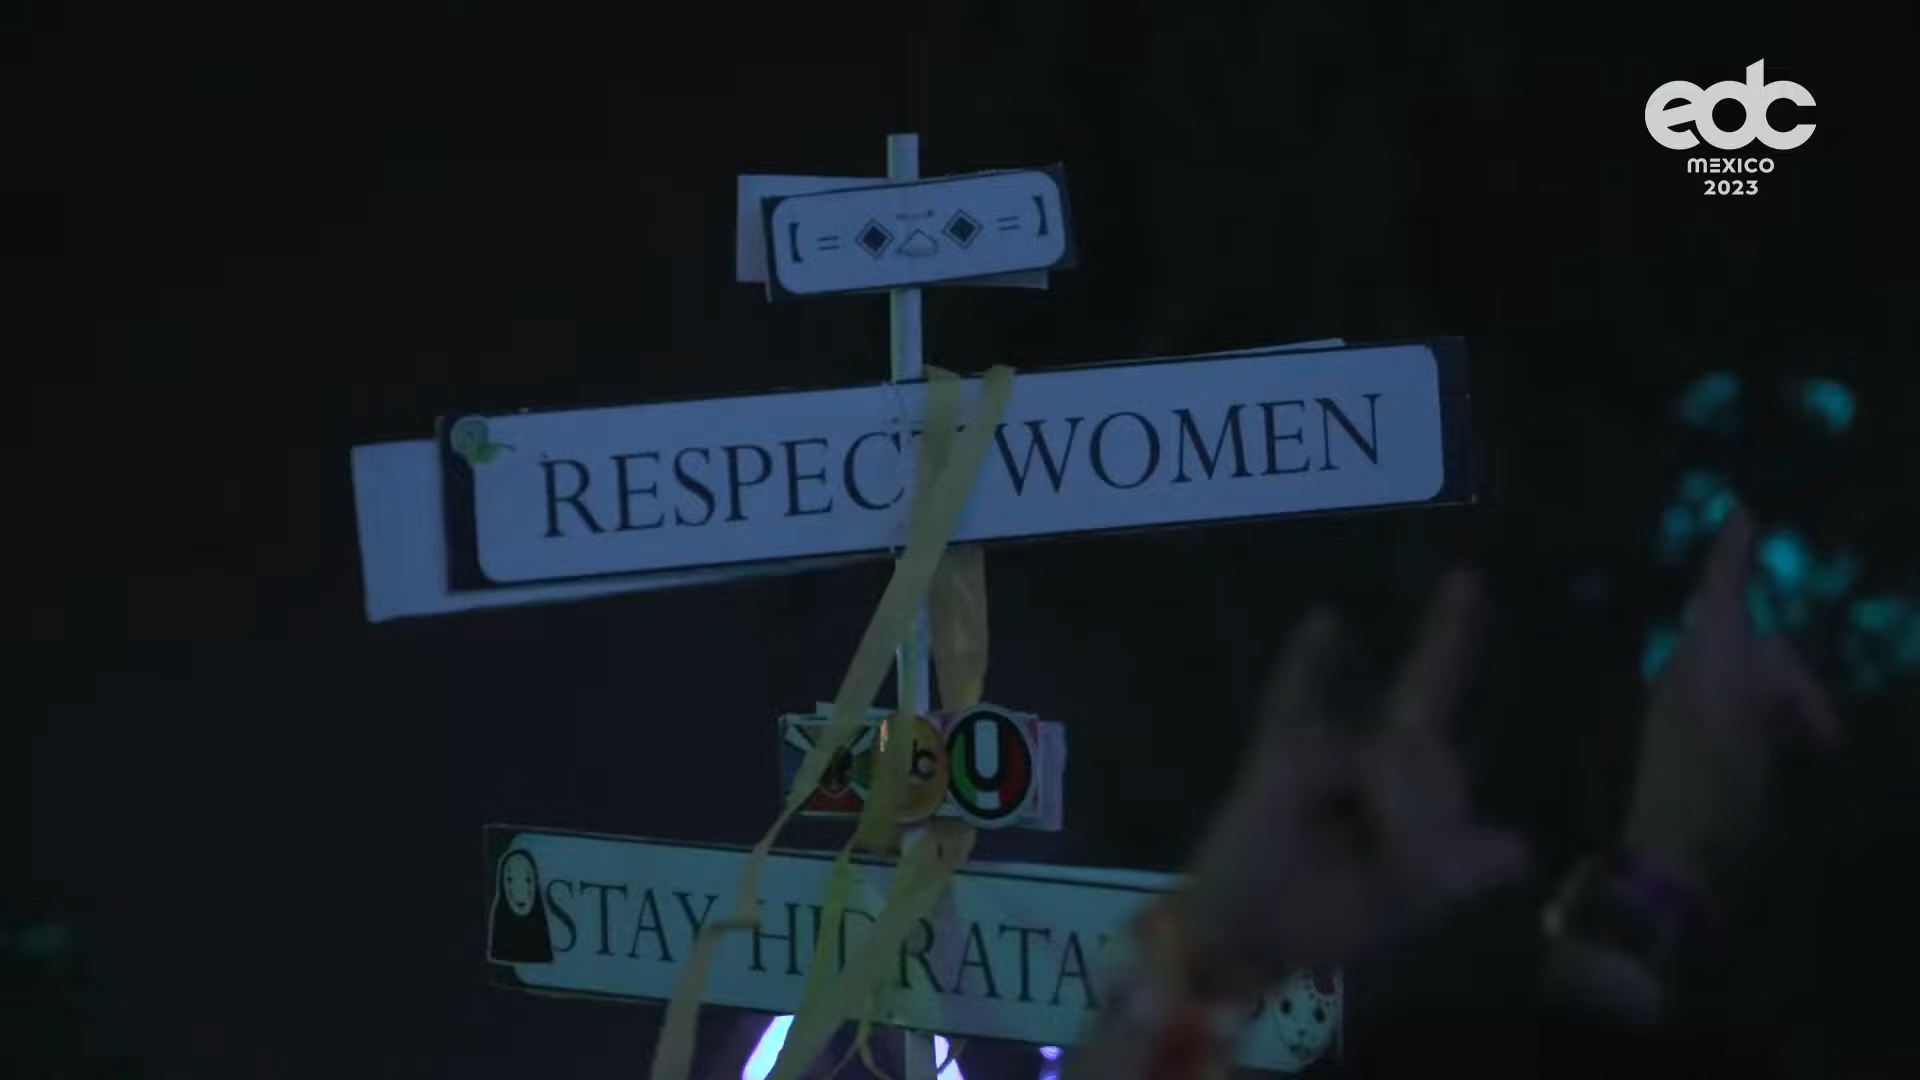 edc
MEXICO
2023
[ = ◈ ◈ = ]
RESPECT WOMEN
U
STAY HIDRATA